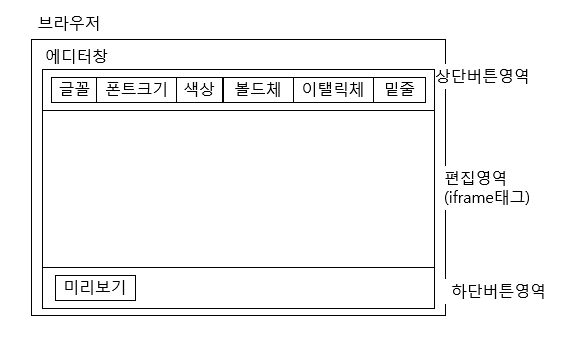 브라우저
에디터창
글꼴 폰트크기 색상 볼드체 이탤릭체 밑줄
상단버튼영역
편집영역
(iframe태그)
미리보기
하단버튼영역